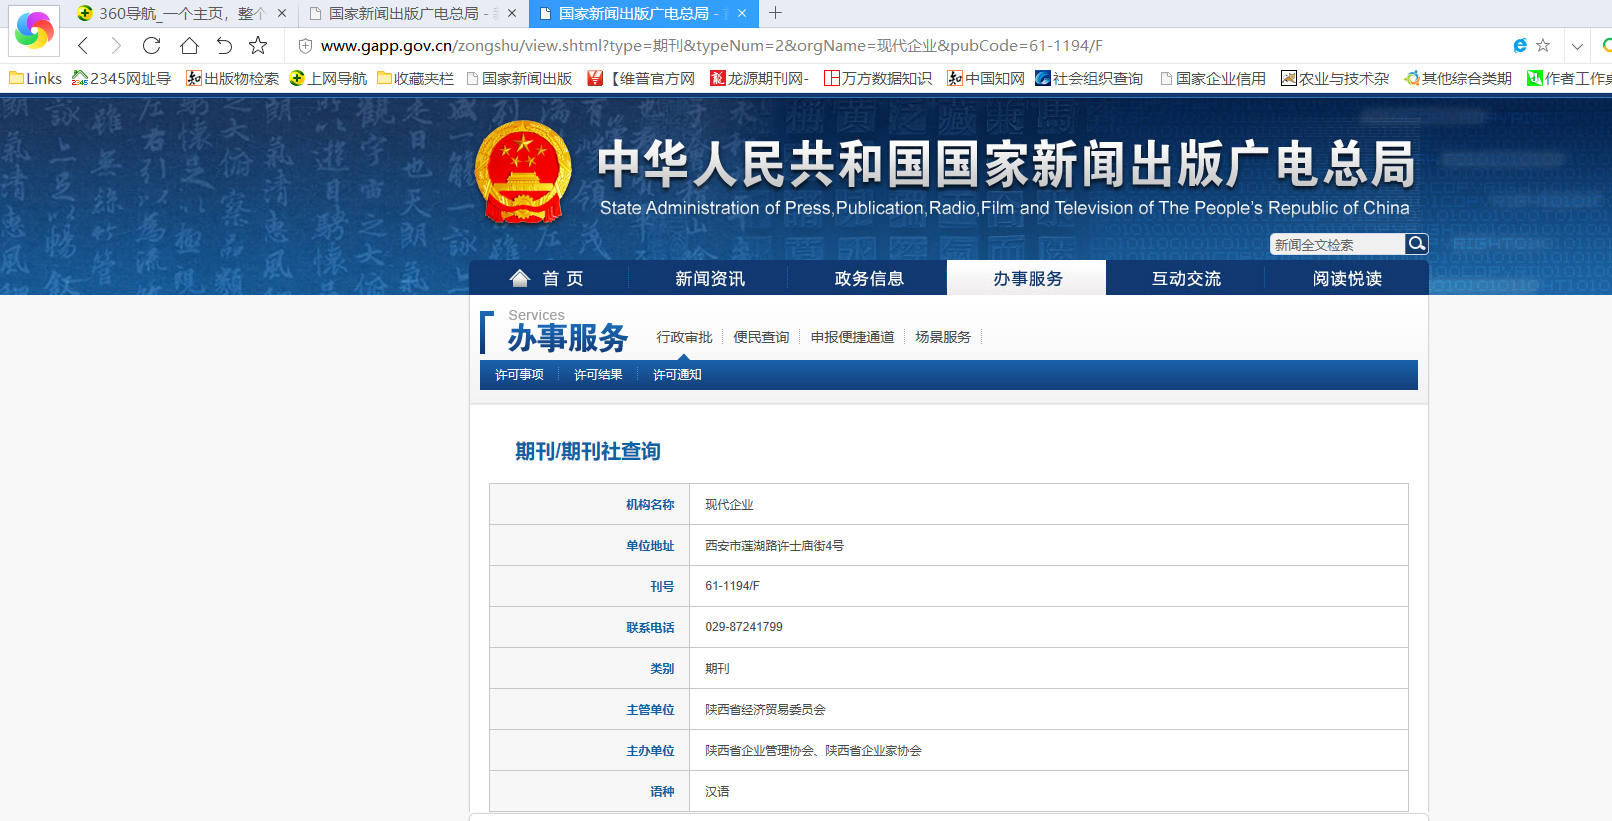 360导航_一个主页，整个
国家新闻出版广电总局 -
国家新闻出版广电总局 -
www.gapp.gov.cn/zongshu/view.shtml?type=期刊&typeNum=2&orgName=现代企业&pubCode=61-1194/F
Links 2345网址导 出版物检索 上网导航 收藏夹栏 国家新闻出版 【维普官方网 龙源期刊网- 万方数据知识 中国知网 社会组织查询 国家企业信用 农业与技术杂 其他综合类期 作者工作桌
中华人民共和国国家新闻出版广电总局
State Administration of Press,Publication,Radio,Film and Television of The People's Republic of China
新闻全文检索
首 页 新闻资讯 政务信息 办事服务 互动交流 阅读悦读
Services
办事服务 行政审批 便民查询 申报便捷通道 场景服务
许可事项 许可结果 许可通知
期刊/期刊社查询
机构名称 现代企业
单位地址 西安市莲湖路许士庙街4号
刊号 61-1194/F
联系电话 029-87241799
类别 期刊
主管单位 陕西省经济贸易委员会
主办单位 陕西省企业管理协会、陕西省企业家协会
语种 汉语